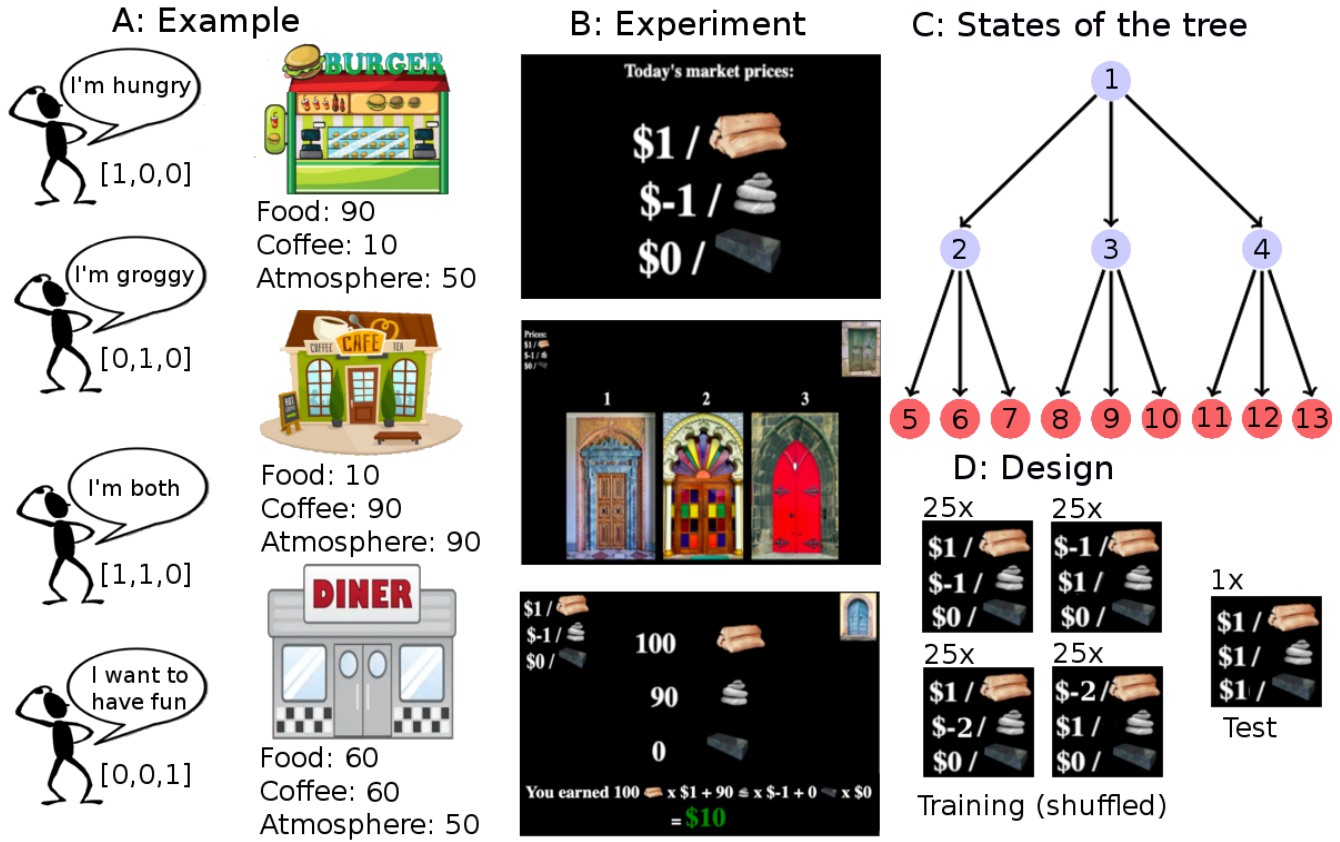 A: Example
I'm hungry
[1,0,0]
BURGER
Food: 90
Coffee: 10
Atmosphere: 50
I'm groggy
[0,1,0]
COFFEE CAFE TEA
Food: 10
Coffee: 90
Atmosphere: 90
I'm both
[1,1,0]
DINER
I want to
have fun
[0,0,1]
Food: 60
Coffee: 60
Atmosphere: 50
B: Experiment
Today's market prices:
$1 /
$-1 /
$0 /
Prices:
$1 /
$-1 /
$0 /
1 2 3
$1 /
$-1 /
$0 /
100
90
0
You earned 100 x $1 + 90 x $-1 + 0 x $0
= $10
C: States of the tree
1
2 3 4
5 6 7 8 9 10 11 12 13
D: Design
25x
$1 /
$-1 /
$0 /
25x
$-1 /
$1 /
$0 /
25x
$1 /
$-2 /
$0 /
25x
$-2 /
$1 /
$0 /
Training (shuffled)
1x
$1 /
$1 /
$1 /
Test